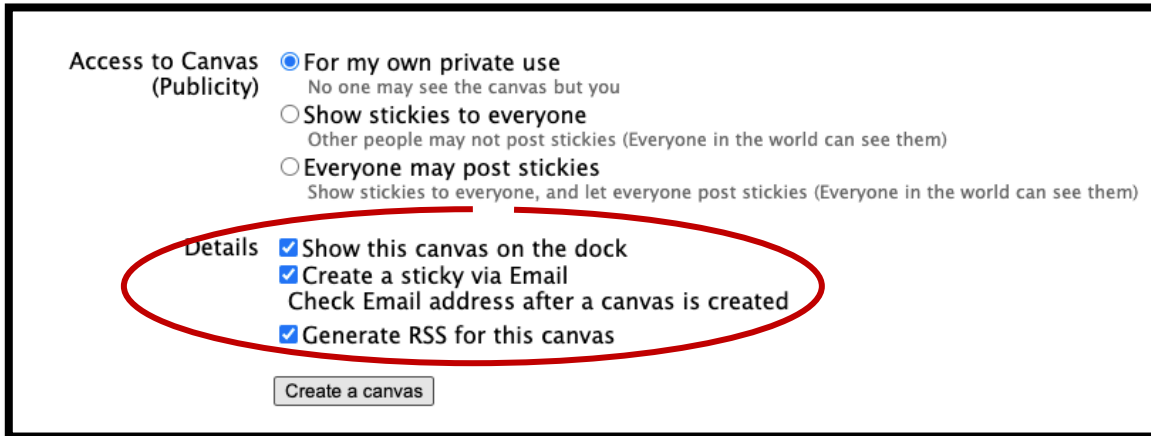 Access to Canvas For my own private use
(Publicity) No one may see the canvas but you
Show stickies to everyone
Other people may not post stickies (Everyone in the world can see them)
Everyone may post stickies
Show stickies to everyone, and let everyone post stickies (Everyone in the world can see them)
Details Show this canvas on the dock
Create a sticky via Email
Check Email address after a canvas is created
Generate RSS for this canvas
Create a canvas